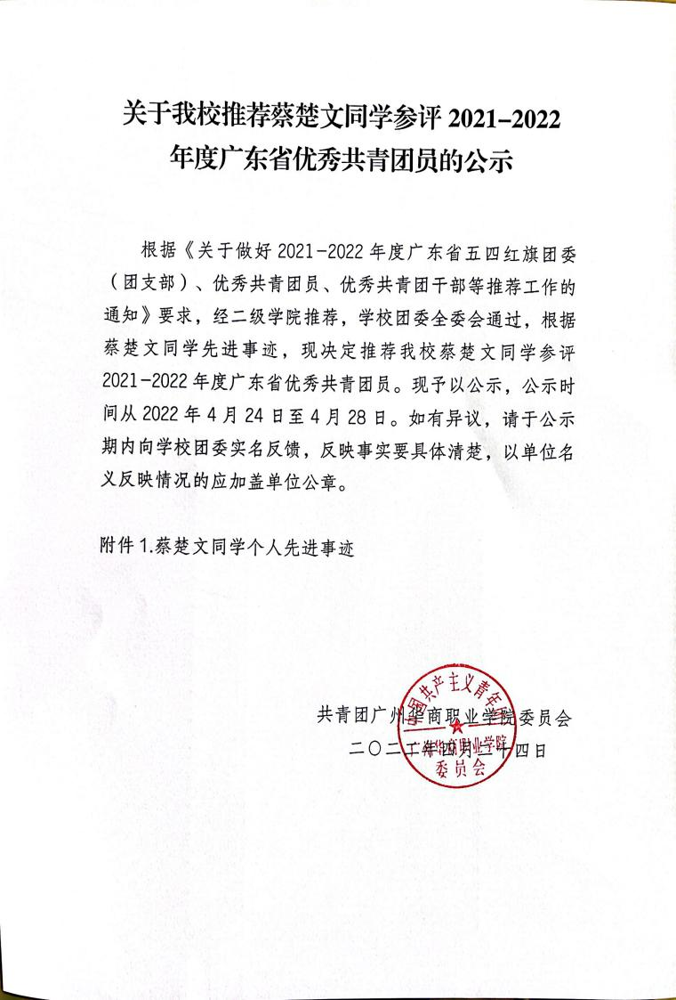 关于我校推荐蔡楚文同学参评 2021-2022
年度广东省优秀共青团员的公示
根据《关于做好 2021-2022 年度广东省五四红旗团委
（团支部）、优秀共青团员、优秀共青团干部等推荐工作的
通知》要求，经二级学院推荐，学校团委全委会通过，根据
蔡楚文同学先进事迹，现决定推荐我校蔡楚文同学参评
2021-2022 年度广东省优秀共青团员。现予以公示，公示时
间从 2022 年 4 月 24 日至 4 月 28 日。如有异议，请于公示
期内向学校团委实名反馈，反映事实要具体清楚，以单位名
义反映情况的应加盖单位公章。
附件 1.蔡楚文同学个人先进事迹
共青团广州华商职业学院委员会
二〇二二年四月二十四日
中国共产主义青年团
广州华商职业学院
委员会